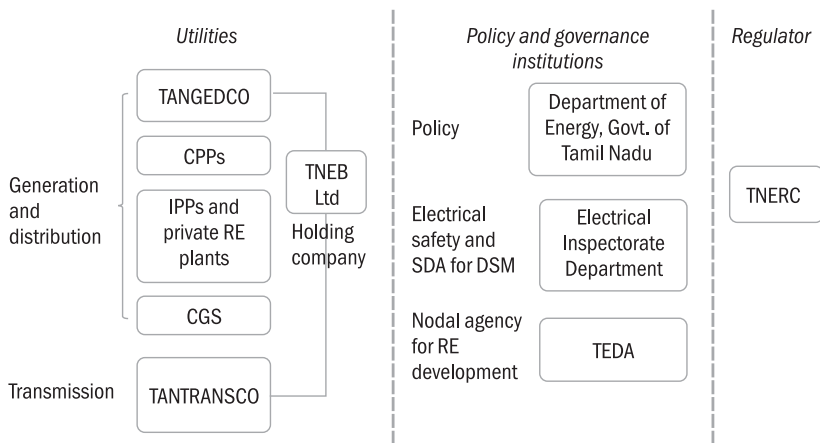 Utilities
Policy and governance
institutions
Regulator
Generation
and
distribution
TANGEDCO
CPPs
IPPs and
private RE
plants
CGS
Transmission
TANTRANSCO
TNEB
Ltd
Holding
company
Policy
Department of
Energy, Govt. of
Tamil Nadu
Electrical
safety and
SDA for DSM
Electrical
Inspectorate
Department
Nodal agency
for RE
development
TEDA
TNERC